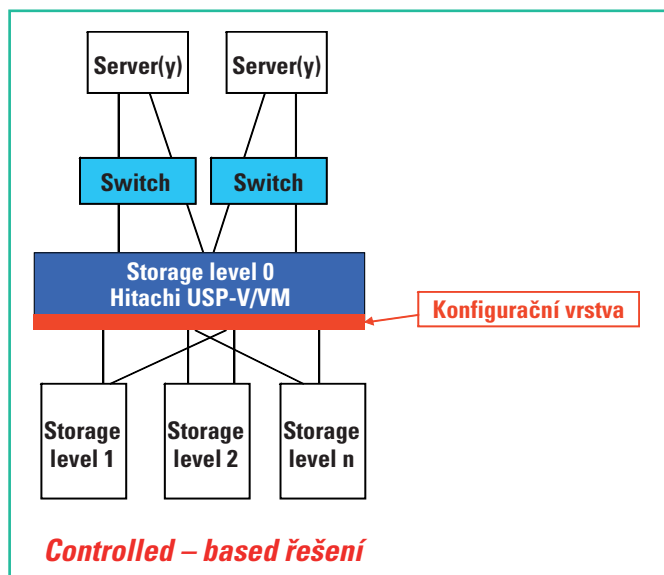 Server(y)
Server(y)
Switch
Switch
Storage level 0
Hitachi USP-V/VM
Konfigurační vrstva
Storage
level 1
Storage
level 2
Storage
level n
Controlled – based řešení